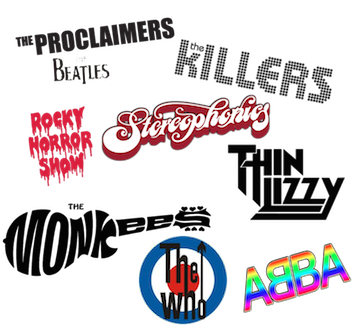 THE PROCLAIMERS
THE BEATLES
the KiLLERS
ROCKY
HORROR
SHOW
Stereophonics
THIN
LIZZY
THE
MONKEES
The
Who
ABBA